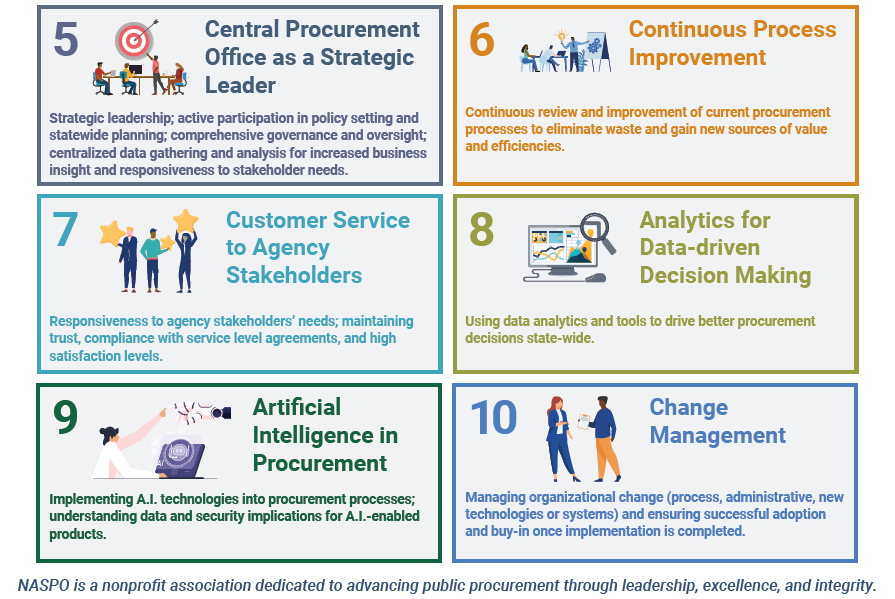 5
Central Procurement
Office as a Strategic
Leader
Strategic leadership; active participation in policy setting and
statewide planning; comprehensive governance and oversight;
centralized data gathering and analysis for increased business
insight and responsiveness to stakeholder needs.
6
Continuous Process
Improvement
Continuous review and improvement of current procurement
processes to eliminate waste and gain new sources of value
and efficiencies.
7
Customer Service
to Agency
Stakeholders
Responsiveness to agency stakeholders’ needs; maintaining
trust, compliance with service level agreements, and high
satisfaction levels.
8
Analytics for
Data-driven
Decision Making
Using data analytics and tools to drive better procurement
decisions state-wide.
9
AI
Artificial
Intelligence in
Procurement
Implementing A.I. technologies into procurement processes;
understanding data and security implications for A.I.-enabled
products.
10
Change
Management
Managing organizational change (process, administrative, new
technologies or systems) and ensuring successful adoption
and buy-in once implementation is completed.
NASPO is a nonprofit association dedicated to advancing public procurement through leadership, excellence, and integrity.